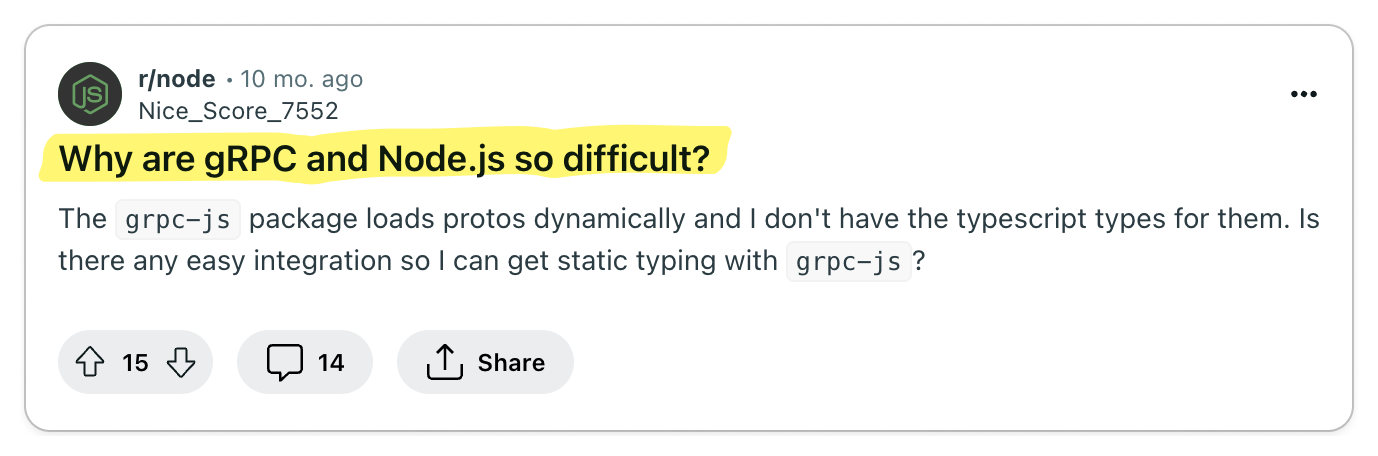 JS
r/node • 10 mo. ago
Nice_Score_7552
Why are gRPC and Node.js so difficult?
The grpc-js package loads protos dynamically and I don't have the typescript types for them. Is
there any easy integration so I can get static typing with grpc-js?
15 14 Share